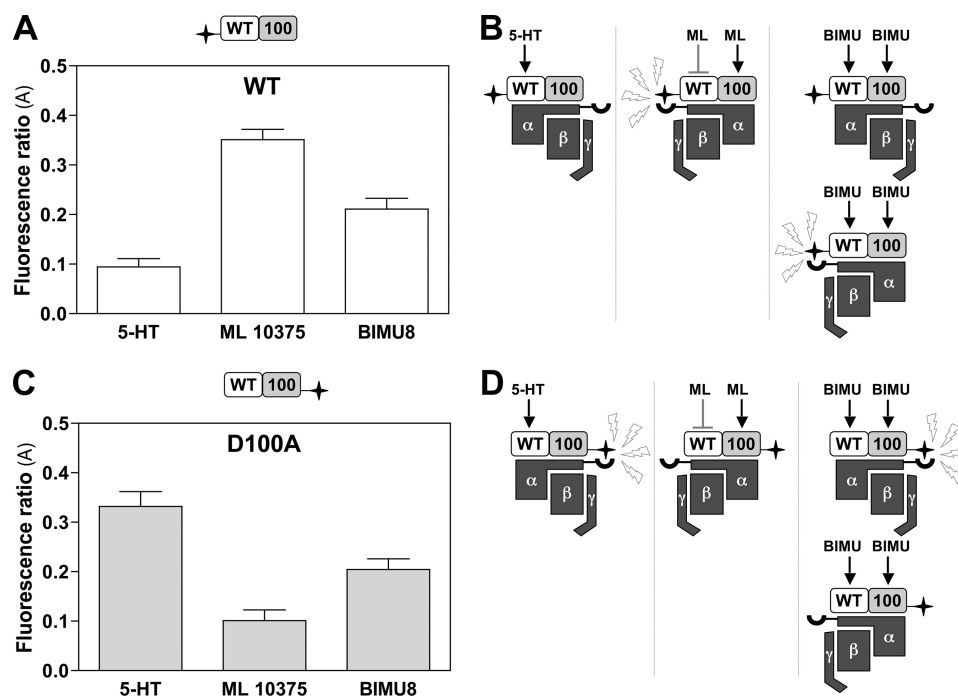 A
WT 100
WT
Fluorescence ratio (A)
0.5
0.4
0.3
0.2
0.1
0.0
5-HT ML 10375 BIMU8
B
5-HT ML ML BIMU BIMU
WT 100 WT 100 WT 100
α β γ γ β α α β γ
BIMU BIMU
WT 100
γ β α
C
WT 100
D100A
Fluorescence ratio (A)
0.5
0.4
0.3
0.2
0.1
0.0
5-HT ML 10375 BIMU8
D
5-HT ML ML BIMU BIMU
WT 100 WT 100 WT 100
α β γ γ β α α β γ
BIMU BIMU
WT 100
γ β α